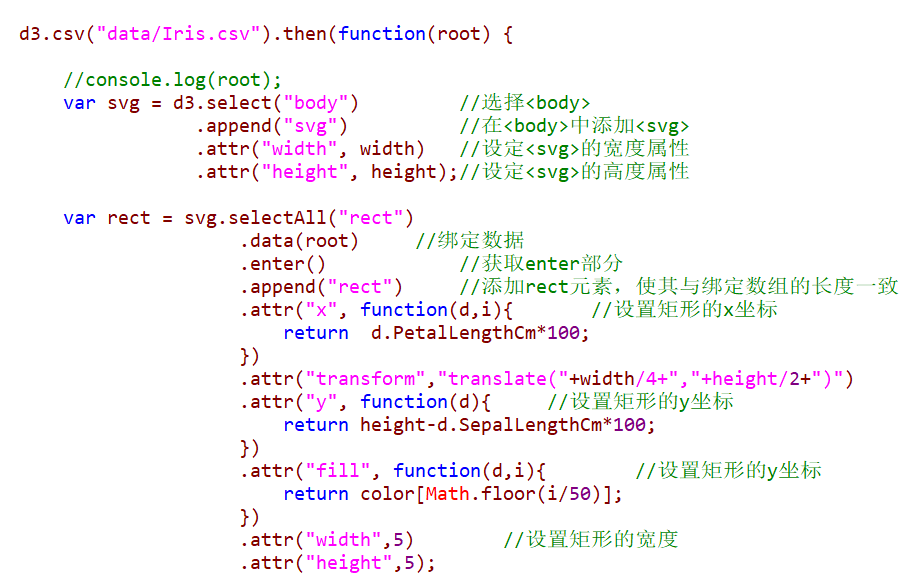 d3.csv("data/Iris.csv").then(function(root) {
//console.log(root);
var svg = d3.select("body") //选择<body>
.append("svg") //在<body>中添加<svg>
.attr("width", width) //设定<svg>的宽度属性
.attr("height", height);//设定<svg>的高度属性
var rect = svg.selectAll("rect")
.data(root) //绑定数据
.enter() //获取enter部分
.append("rect") //添加rect元素，使其与绑定数组的长度一致
.attr("x", function(d,i){ //设置矩形的x坐标
return d.PetalLengthCm*100;
})
.attr("transform","translate("+width/4+","+height/2+")")
.attr("y", function(d){ //设置矩形的y坐标
return height-d.SepalLengthCm*100;
})
.attr("fill", function(d,i){ //设置矩形的y坐标
return color[Math.floor(i/50)];
})
.attr("width",5) //设置矩形的宽度
.attr("height",5);